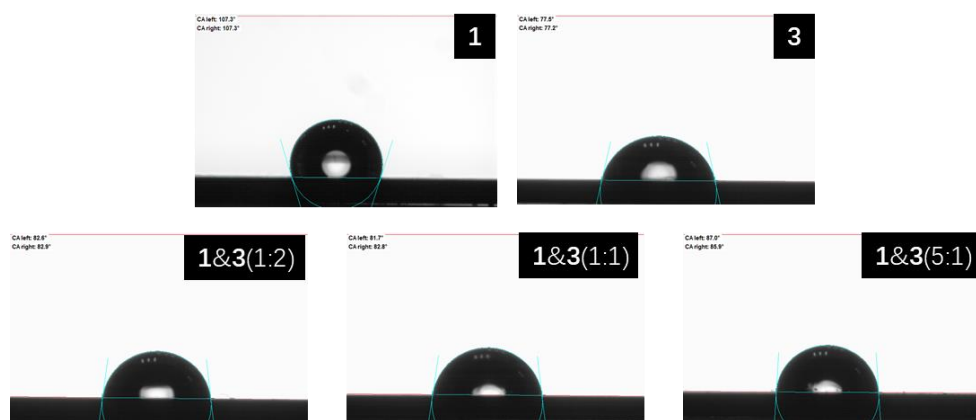 CA left: 107.3°
CA right: 107.3°
1
CA left: 77.5°
CA right: 77.2°
3
CA left: 82.6°
CA right: 82.9°
1&3(1:2)
CA left: 81.7°
CA right: 82.8°
1&3(1:1)
CA left: 87.0°
CA right: 85.9°
1&3(5:1)